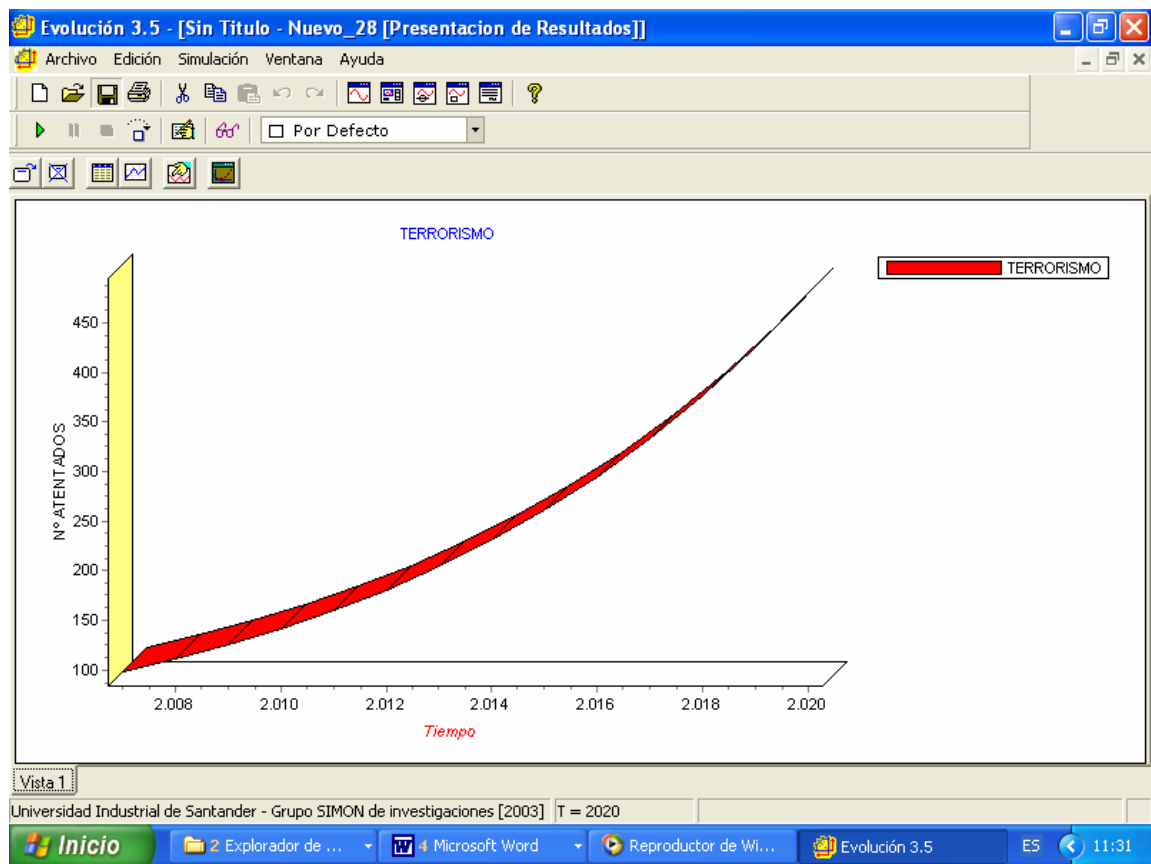 Evolución 3.5 - [Sin Titulo - Nuevo_28 [Presentacion de Resultados]]
Archivo Edición Simulación Ventana Ayuda
Por Defecto
TERRORISMO
TERRORISMO
Nº ATENTADOS
450
400
350
300
250
200
150
100
2.008 2.010 2.012 2.014 2.016 2.018 2.020
Tiempo
Vista 1
Universidad Industrial de Santander - Grupo SIMON de investigaciones [2003] T = 2020
Inicio 2 Explorador de ... 4 Microsoft Word Reproductor de Wi... Evolución 3.5 ES 11:31